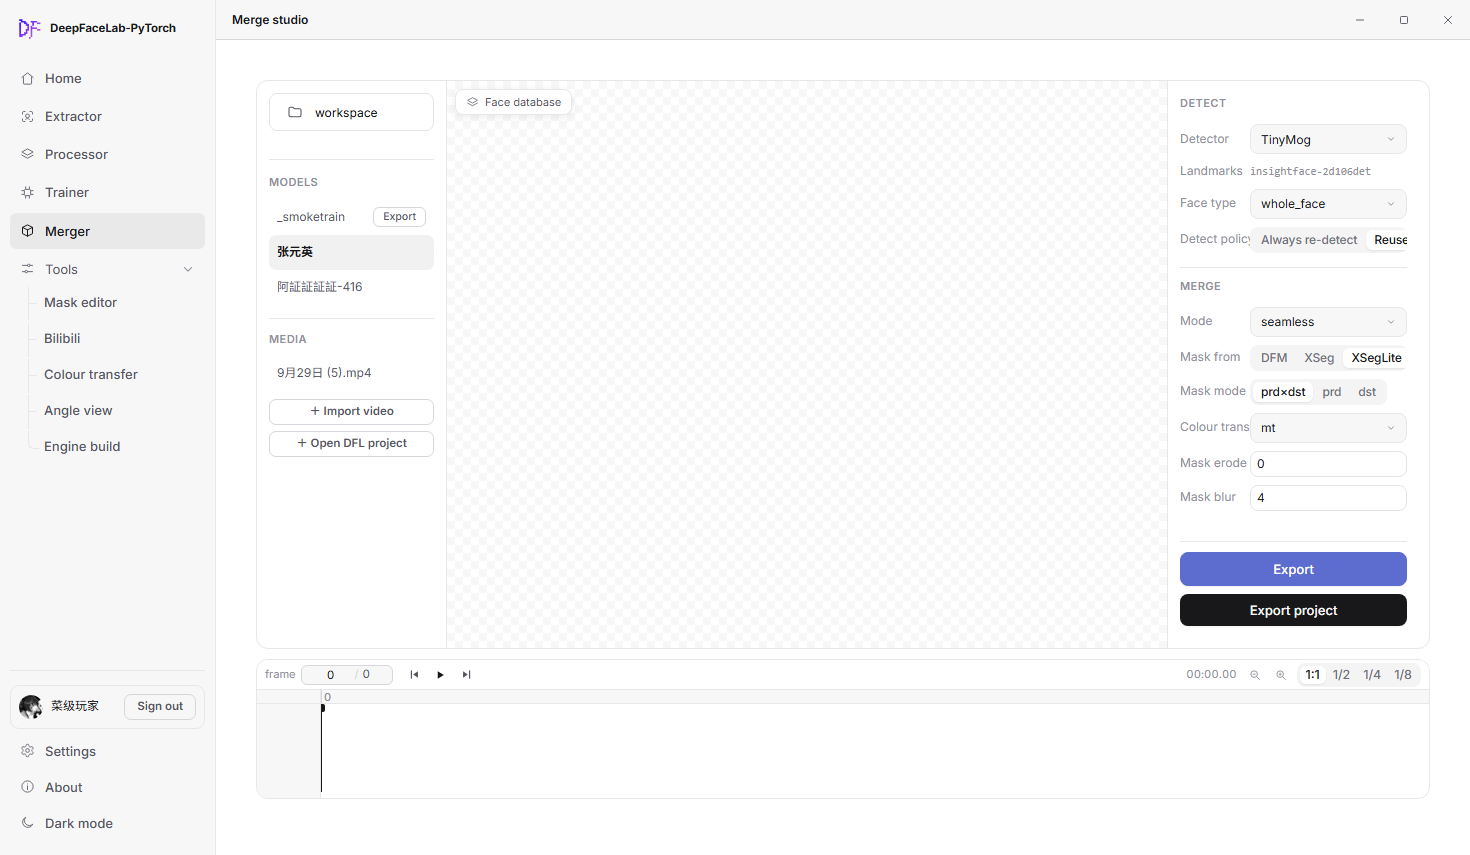 DeepFaceLab-PyTorch
Merge studio
Home
Extractor
Processor
Trainer
Merger
Tools
Mask editor
Bilibili
Colour transfer
Angle view
Engine build
菜级玩家
Sign out
Settings
About
Dark mode
workspace
MODELS
_smoketrain
Export
张元英
阿証証証証-416
MEDIA
9月29日 (5).mp4
+ Import video
+ Open DFL project
Face database
DETECT
Detector TinyMog
Landmarks insightface-2d106det
Face type whole_face
Detect policy Always re-detect Reuse
MERGE
Mode seamless
Mask from DFM XSeg XSegLite
Mask mode prd×dst prd dst
Colour trans mt
Mask erode 0
Mask blur 4
Export
Export project
frame 0 / 0
00:00.00 1:1 1/2 1/4 1/8
0